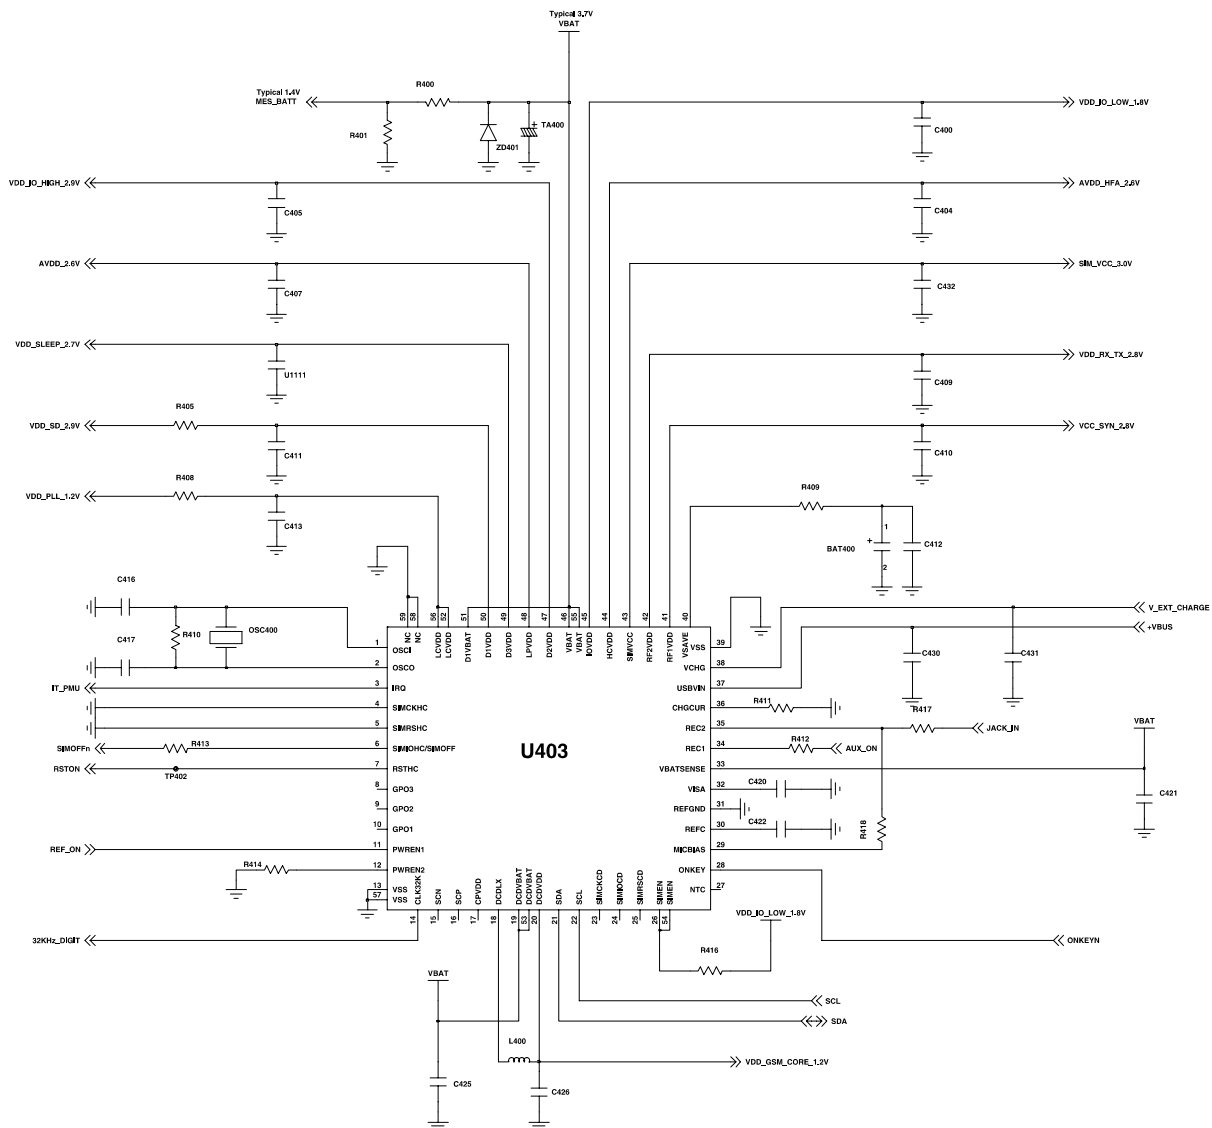 Typical 3.7V
VBAT
R400
Typical 1.4V
MES_BATT
VDD_IO_LOW_1.8V
R401
ZD401
+
TA400
C400
VDD_IO_HIGH_2.9V
AVDD_HFA_2.6V
C405
C404
AVDD_2.6V
SIM_VCC_3.0V
C407
C432
VDD_SLEEP_2.7V
VDD_RX_TX_2.8V
U1111
C409
R405
VDD_SD_2.9V
VCC_SYN_2.8V
C411
C410
R408
R409
VDD_PLL_1.2V
C413
1
+
BAT400
2
C412
C416
59 58 56 52 51 50 49 48 47 46 55 45 44 43 42 41 40
NC NC LCVDD LCVDD D1VBAT D1VDD D3VDD LPVDD D2VDD VBAT VBAT IOVDD HCVDD SIMVCC RF2VDD RF1VDD VSAVE
V_EXT_CHARGE
+VBUS
R410
OSC400
C417
1 OSCI
VSS 39
2 OSCO
VCHG 38
C430
C431
IT_PMU
3 IRQ
USBVIN 37
4 SIMCKHC
CHGCUR 36
R411
R417
5 SIMRSHC
REC2 35
JACK_IN
VBAT
SIMOFFn
R413
6 SIMIOHC/SIMOFF
U403
REC1 34
R412
AUX_ON
RSTON
TP402
7 RSTHC
VBATSENSE 33
8 GPO3
VISA 32
C420
C421
9 GPO2
REFGND 31
10 GPO1
REFC 30
C422
R418
REF_ON
11 PWREN1
MICBIAS 29
R414
12 PWREN2
ONKEY 28
13 VSS
NTC 27
57 VSS
CLK32K SCN SCP CPVDD DCDLX DCDVBAT DCDVBAT DCDVDD SDA SCL SIMCKCD SIMIOCD SIMRSCD SIMEN SIMEN
14 15 16 17 18 19 53 20 21 22 23 24 25 26 54
VDD_IO_LOW_1.8V
32KHz_DIGIT
ONKEYN
R416
VBAT
SCL
SDA
L400
VDD_GSM_CORE_1.2V
C425
C426